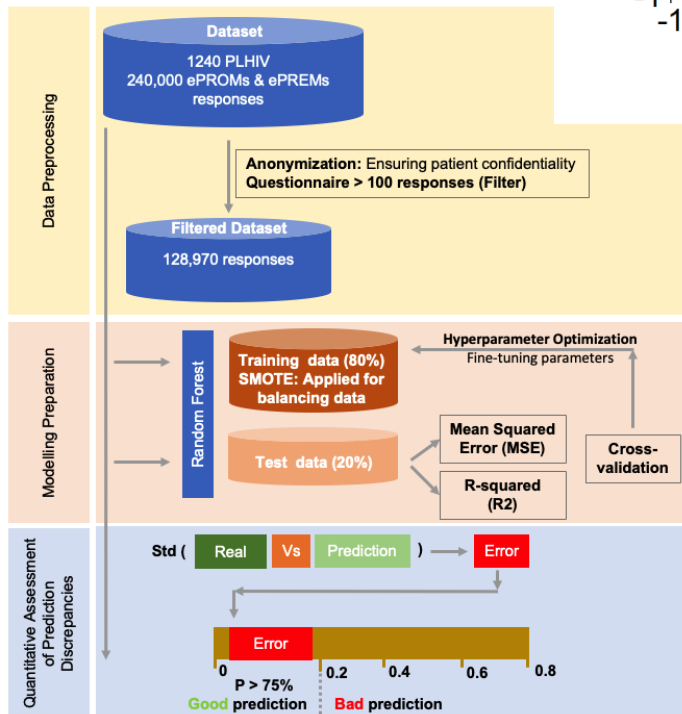 -1
Data Preprocessing
Dataset
1240 PLHIV
240,000 ePROMs & ePREMs
responses
Anonymization: Ensuring patient confidentiality
Questionnaire > 100 responses (Filter)
Filtered Dataset
128,970 responses
Modelling Preparation
Random Forest
Training data (80%)
SMOTE: Applied for
balancing data
Hyperparameter Optimization
Fine-tuning parameters
Test data (20%)
Mean Squared
Error (MSE)
R-squared
(R2)
Cross-
validation
Quantitative Assessment
of Prediction
Discrepancies
Std ( Real Vs Prediction ) Error
Error
0 0.2 0.4 0.6 0.8
P > 75%
Good prediction Bad prediction